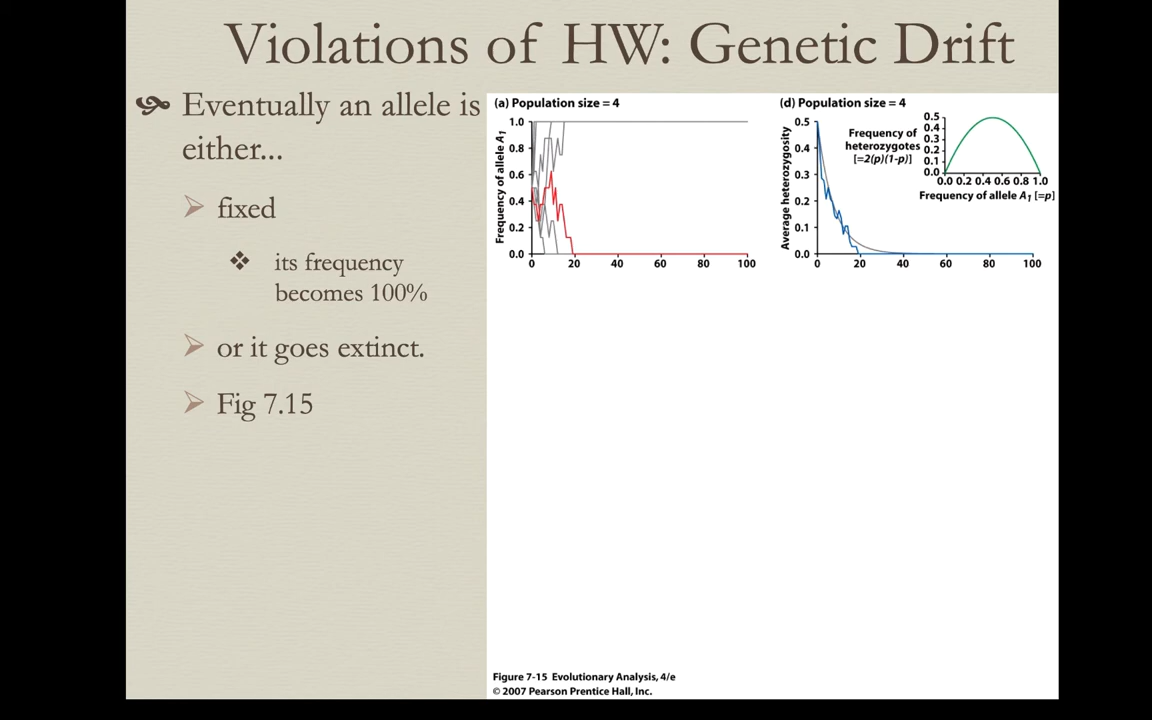 Violations of HW: Genetic Drift
Eventually an allele is
either...
fixed
its frequency
becomes 100%
or it goes extinct.
Fig 7.15
(a) Population size = 4
Frequency of allele A1
1.0
0.8
0.6
0.4
0.2
0.0
0 20 40 60 80 100
(d) Population size = 4
Average heterozygosity
0.5
0.4
0.3
0.2
0.1
0.0
0 20 40 60 80 100
Frequency of
heterozygotes
[=2(p)(1-p)]
0.5
0.4
0.3
0.2
0.1
0.0
0.0 0.2 0.4 0.6 0.8 1.0
Frequency of allele A1 [=p]
Figure 7-15 Evolutionary Analysis, 4/e
© 2007 Pearson Prentice Hall, Inc.